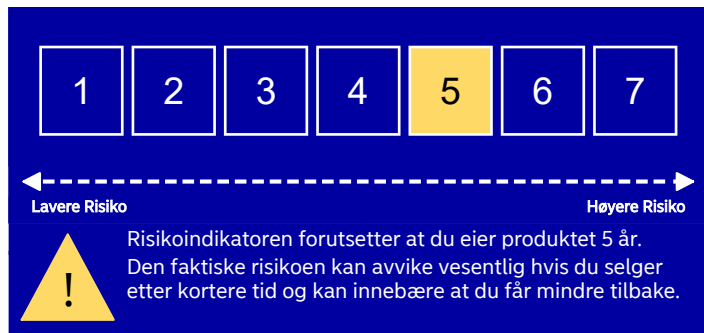 1 2 3 4 5 6 7
Lavere Risiko Høyere Risiko
Risikoindikatoren forutsetter at du eier produktet 5 år.
Den faktiske risikoen kan avvike vesentlig hvis du selger
! etter kortere tid og kan innebære at du får mindre tilbake.